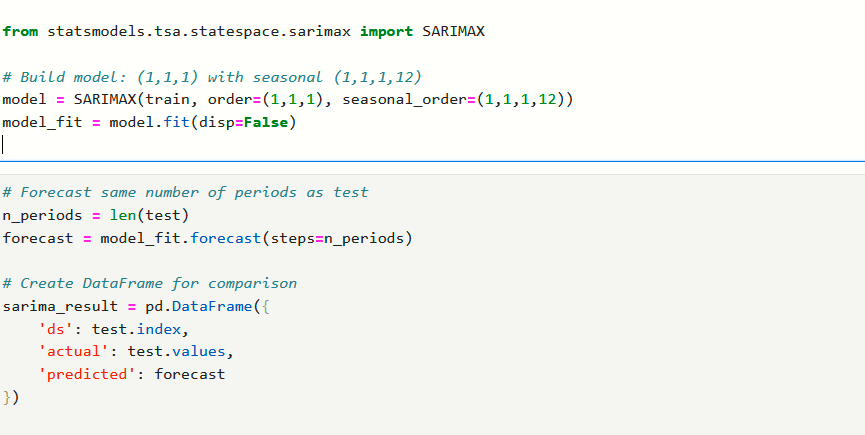 from statsmodels.tsa.statespace.sarimax import SARIMAX
# Build model: (1,1,1) with seasonal (1,1,1,12)
model = SARIMAX(train, order=(1,1,1), seasonal_order=(1,1,1,12))
model_fit = model.fit(disp=False)
# Forecast same number of periods as test
n_periods = len(test)
forecast = model_fit.forecast(steps=n_periods)
# Create DataFrame for comparison
sarima_result = pd.DataFrame({
    'ds': test.index,
    'actual': test.values,
    'predicted': forecast
})